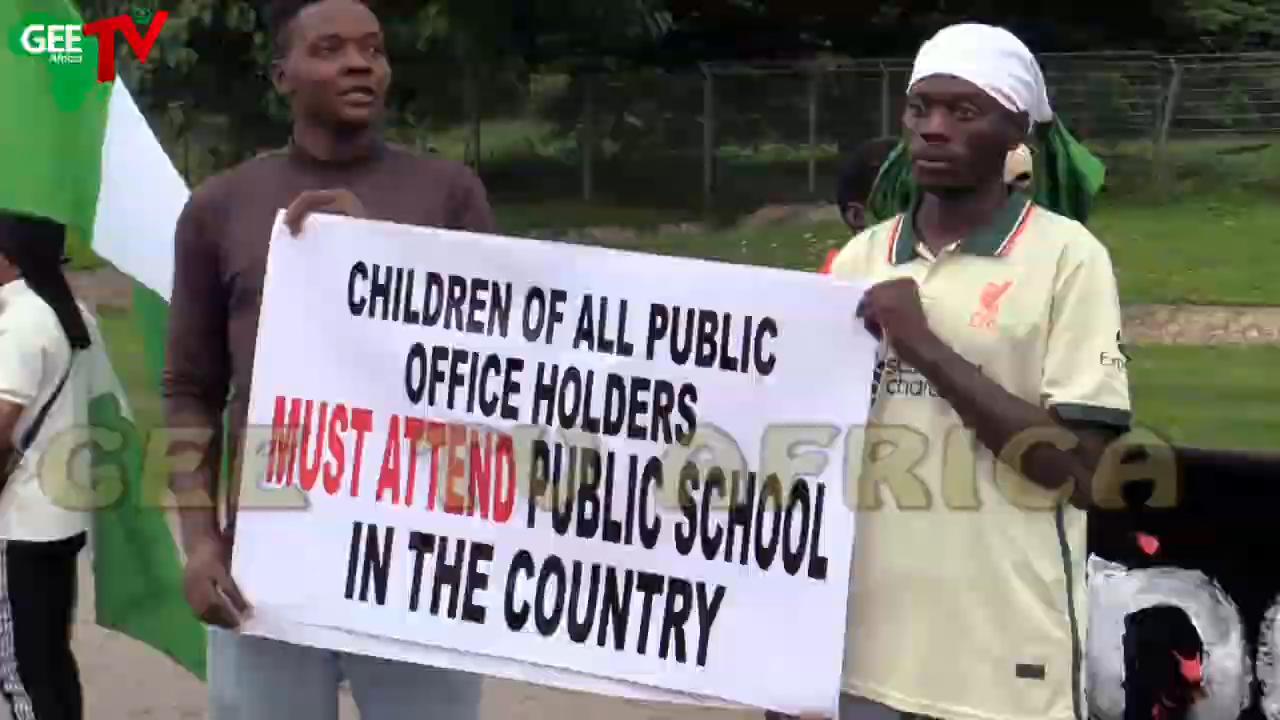 GEE TV
Africa
CHILDREN OF ALL PUBLIC
OFFICE HOLDERS
MUST ATTEND PUBLIC SCHOOL
IN THE COUNTRY
GEE TV AFRICA
LFC